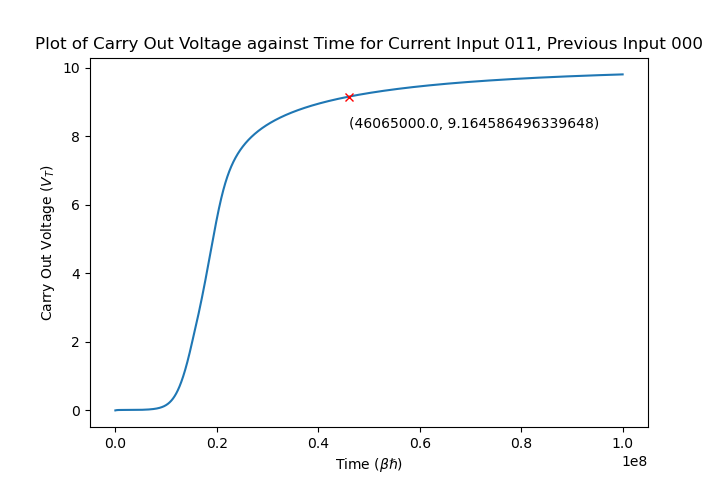 Plot of Carry Out Voltage against Time for Current Input 011, Previous Input 000
10
8
6
4
2
0
Carry Out Voltage (V_T)
(46065000.0, 9.164586496339648)
0.0 0.2 0.4 0.6 0.8 1.0
1e8
Time (βħ)